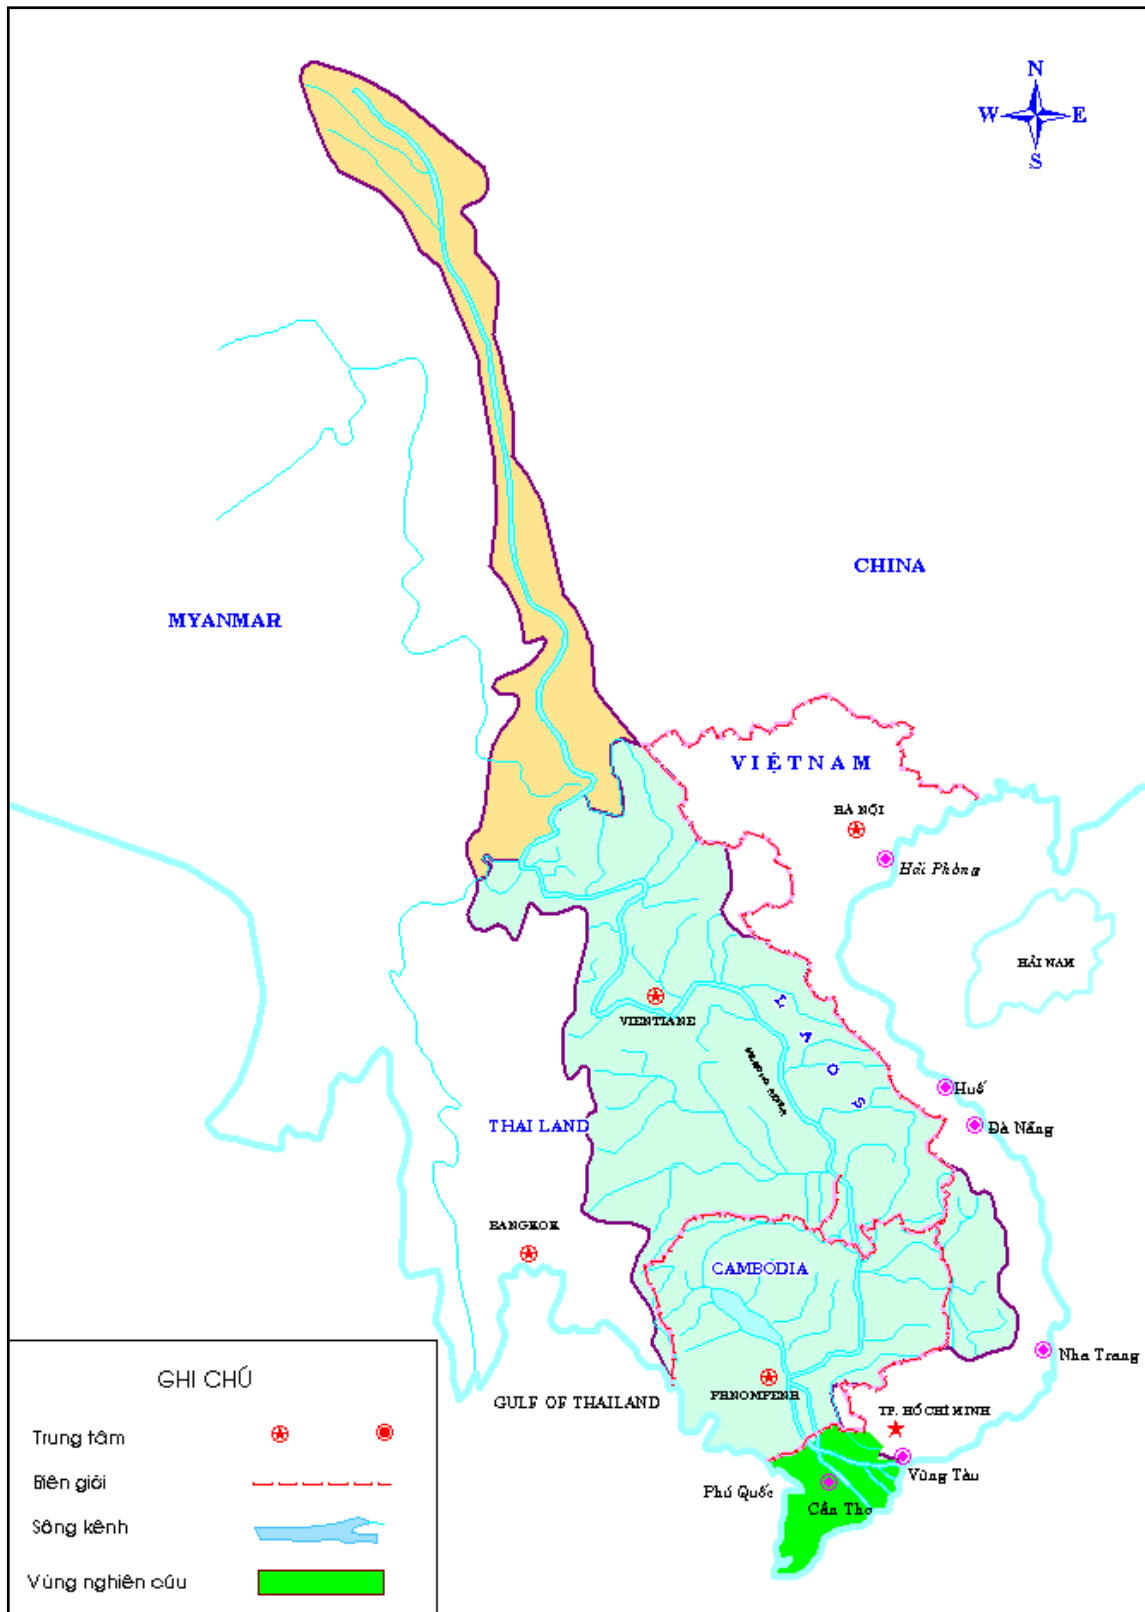 N
W E
S
CHINA
MYANMAR
VIỆTNAM
HÀ NỘI
Hải Phòng
HẢI NAM
VIENTIANE
LAOS
Huế
Đà Nẵng
THAI LAND
BANGKOK
CAMBODIA
Nha Trang
PHNOMPENH
GULF OF THAILAND
TP. HỒ CHÍ MINH
Vũng Tàu
Phú Quốc
Cần Thơ
GHI CHÚ
Trung tâm
Biên giới
Sông kênh
Vùng nghiên cứu